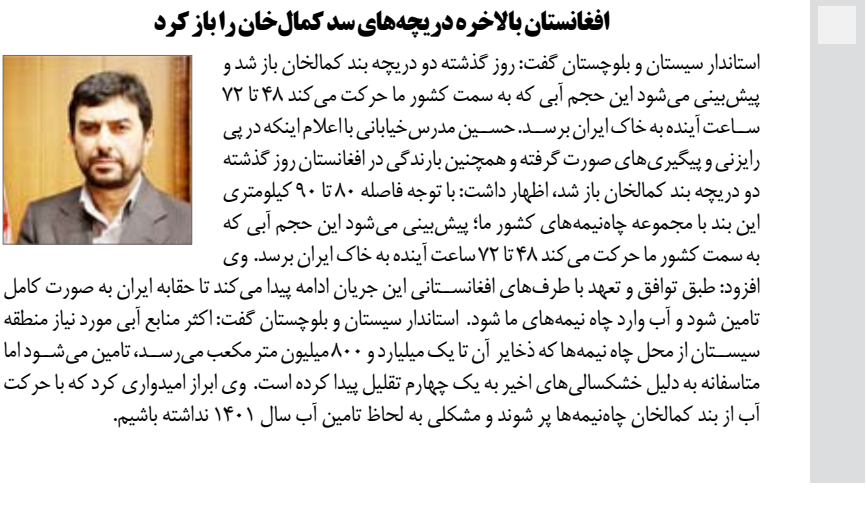 افغانستان بالاخره دریچه‌های سد کمال‌خان را باز کرد
استاندار سیستان و بلوچستان گفت: روز گذشته دو دریچه بند کمالخان باز شد و
پیش‌بینی می‌شود این حجم آبی که به سمت کشور ما حرکت می‌کند ۴۸ تا ۷۲
ساعت آینده به خاک ایران برسد. حسین مدرس خیابانی با اعلام اینکه در پی
رایزنی و پیگیری‌های صورت گرفته و همچنین بارندگی در افغانستان روز گذشته
دو دریچه بند کمالخان باز شد، اظهار داشت: با توجه فاصله ۸۰ تا ۹۰ کیلومتری
این بند با مجموعه چاه‌نیمه‌های کشور ما؛ پیش‌بینی می‌شود این حجم آبی که
به سمت کشور ما حرکت می‌کند ۴۸ تا ۷۲ ساعت آینده به خاک ایران برسد. وی
افزود: طبق توافق و تعهد با طرف‌های افغانستانی این جریان ادامه پیدا می‌کند تا حقابه ایران به صورت کامل
تامین شود و آب وارد چاه نیمه‌های ما شود. استاندار سیستان و بلوچستان گفت: اکثر منابع آبی مورد نیاز منطقه
سیستان از محل چاه نیمه‌ها که ذخایر آن تا یک میلیارد و ۸۰۰ میلیون متر مکعب می‌رسد، تامین می‌شود اما
متاسفانه به دلیل خشکسالی‌های اخیر به یک چهارم تقلیل پیدا کرده است. وی ابراز امیدواری کرد که با حرکت
آب از بند کمالخان چاه‌نیمه‌ها پر شوند و مشکلی به لحاظ تامین آب سال ۱۴۰۱ نداشته باشیم.